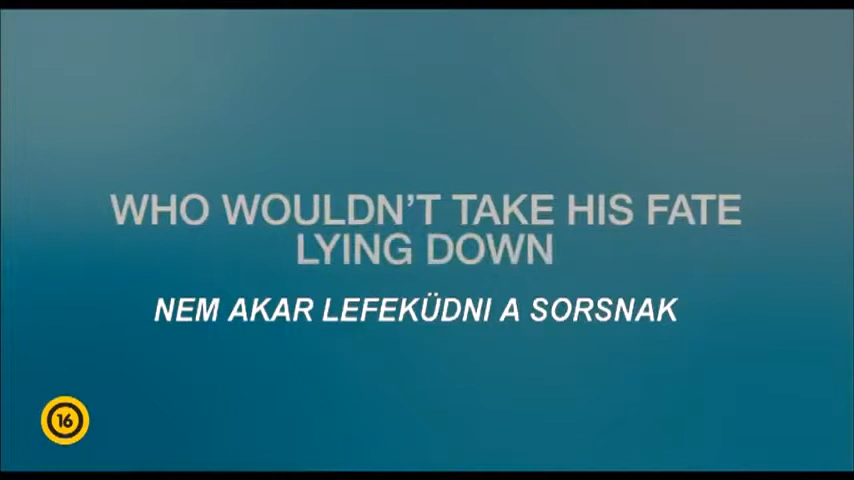 WHO WOULDN'T TAKE HIS FATE
LYING DOWN
NEM AKAR LEFEKÜDNI A SORSNAK
16